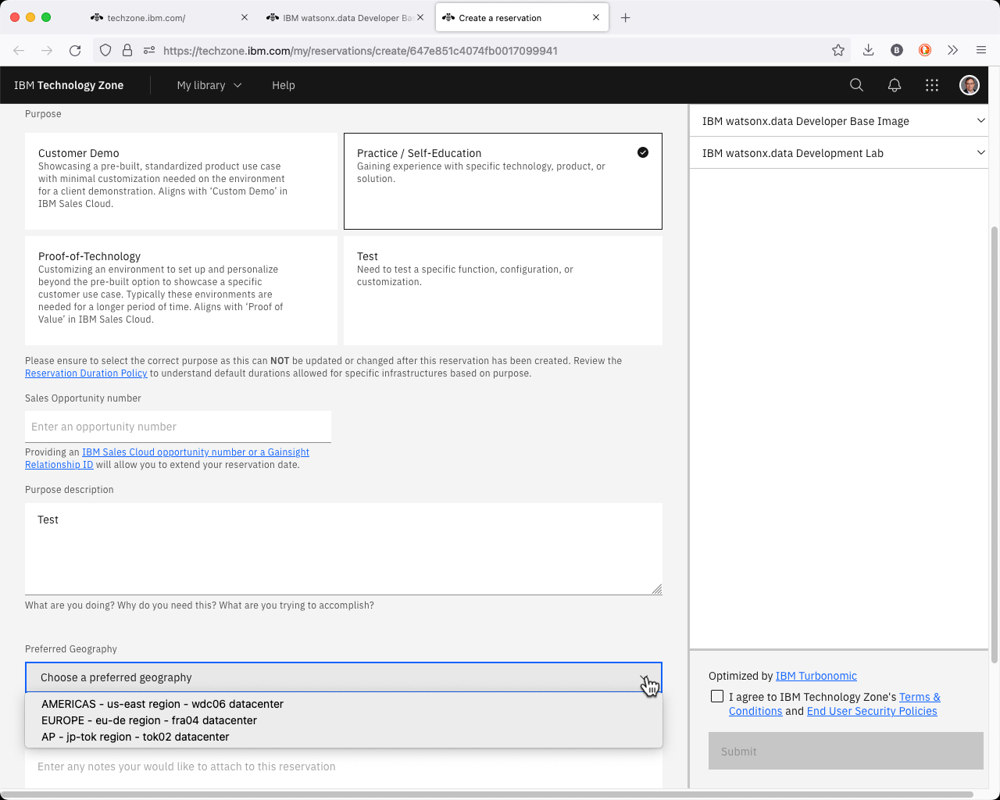 techzone.ibm.com/
IBM watsonx.data Developer Ba
Create a reservation
https://techzone.ibm.com/my/reservations/create/647e851c4074fb0017099941
B
IBM Technology Zone
My library
Help
Purpose
Customer Demo
Showcasing a pre-built, standardized product use case
with minimal customization needed on the environment
for a client demonstration. Aligns with ‘Custom Demo’ in
IBM Sales Cloud.
Practice / Self-Education
Gaining experience with specific technology, product, or
solution.
Proof-of-Technology
Customizing an environment to set up and personalize
beyond the pre-built option to showcase a specific
customer use case. Typically these environments are
needed for a longer period of time. Aligns with ‘Proof of
Value’ in IBM Sales Cloud.
Test
Need to test a specific function, configuration, or
customization.
Please ensure to select the correct purpose as this can NOT be updated or changed after this reservation has been created. Review the
Reservation Duration Policy to understand default durations allowed for specific infrastructures based on purpose.
Sales Opportunity number
Enter an opportunity number
Providing an IBM Sales Cloud opportunity number or a Gainsight
Relationship ID will allow you to extend your reservation date.
Purpose description
Test
What are you doing? Why do you need this? What are you trying to accomplish?
Preferred Geography
Choose a preferred geography
AMERICAS - us-east region - wdc06 datacenter
EUROPE - eu-de region - fra04 datacenter
AP - jp-tok region - tok02 datacenter
Enter any notes your would like to attach to this reservation
IBM watsonx.data Developer Base Image
IBM watsonx.data Development Lab
Optimized by IBM Turbonomic
I agree to IBM Technology Zone's Terms &
Conditions and End User Security Policies
Submit